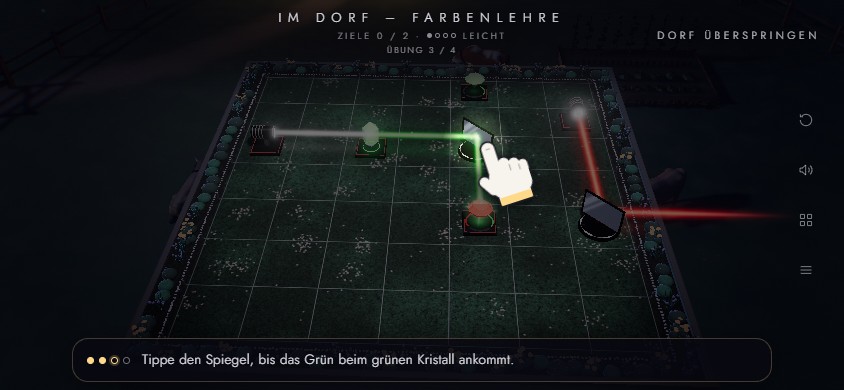 IM DORF – FARBENLEHRE
ZIELE 0 / 2 · ●○○○ LEICHT
ÜBUNG 3 / 4
DORF ÜBERSPRINGEN
Tippe den Spiegel, bis das Grün beim grünen Kristall ankommt.